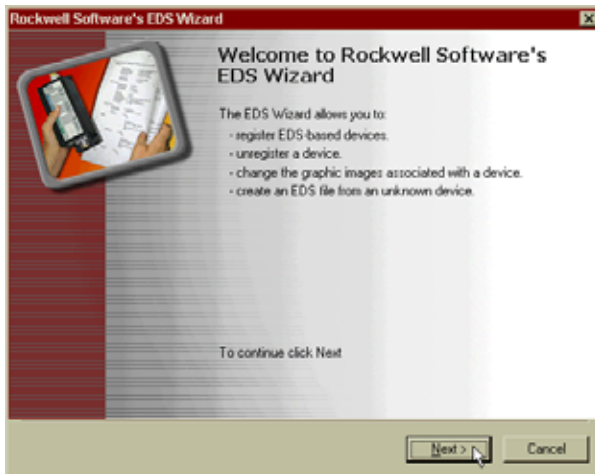 Rockwell Software's EDS Wizard
Welcome to Rockwell Software's
EDS Wizard
The EDS Wizard allows you to:
- register EDS-based devices.
- unregister a device.
- change the graphic images associated with a device.
- create an EDS file from an unknown device.
To continue click Next
Next >
Cancel